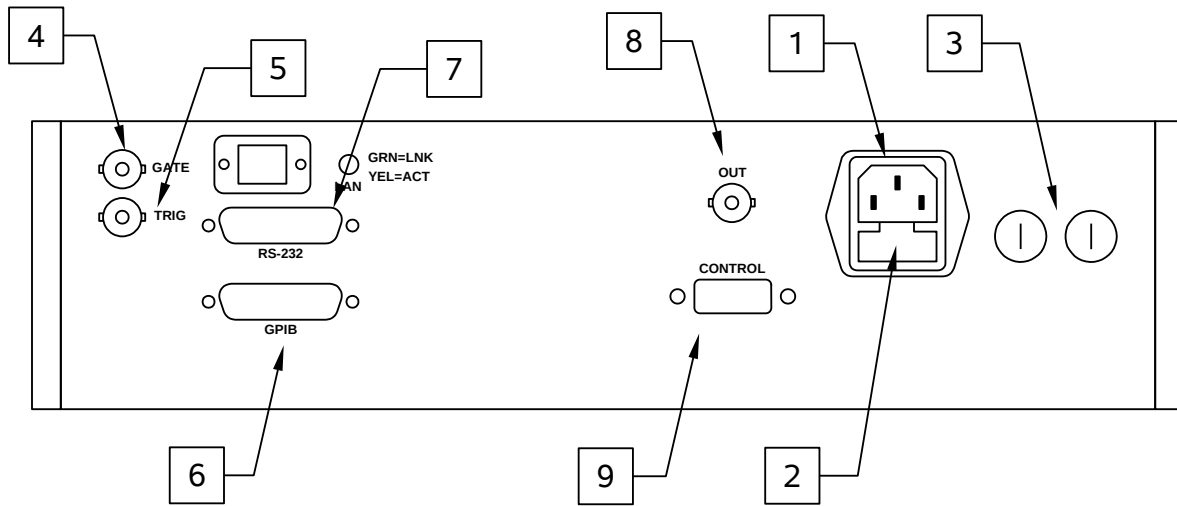 4
5
7
8
1
3
GATE
GRN=LNK
YEL=ACT
LAN
TRIG
RS-232
GPIB
OUT
CONTROL
6
9
2